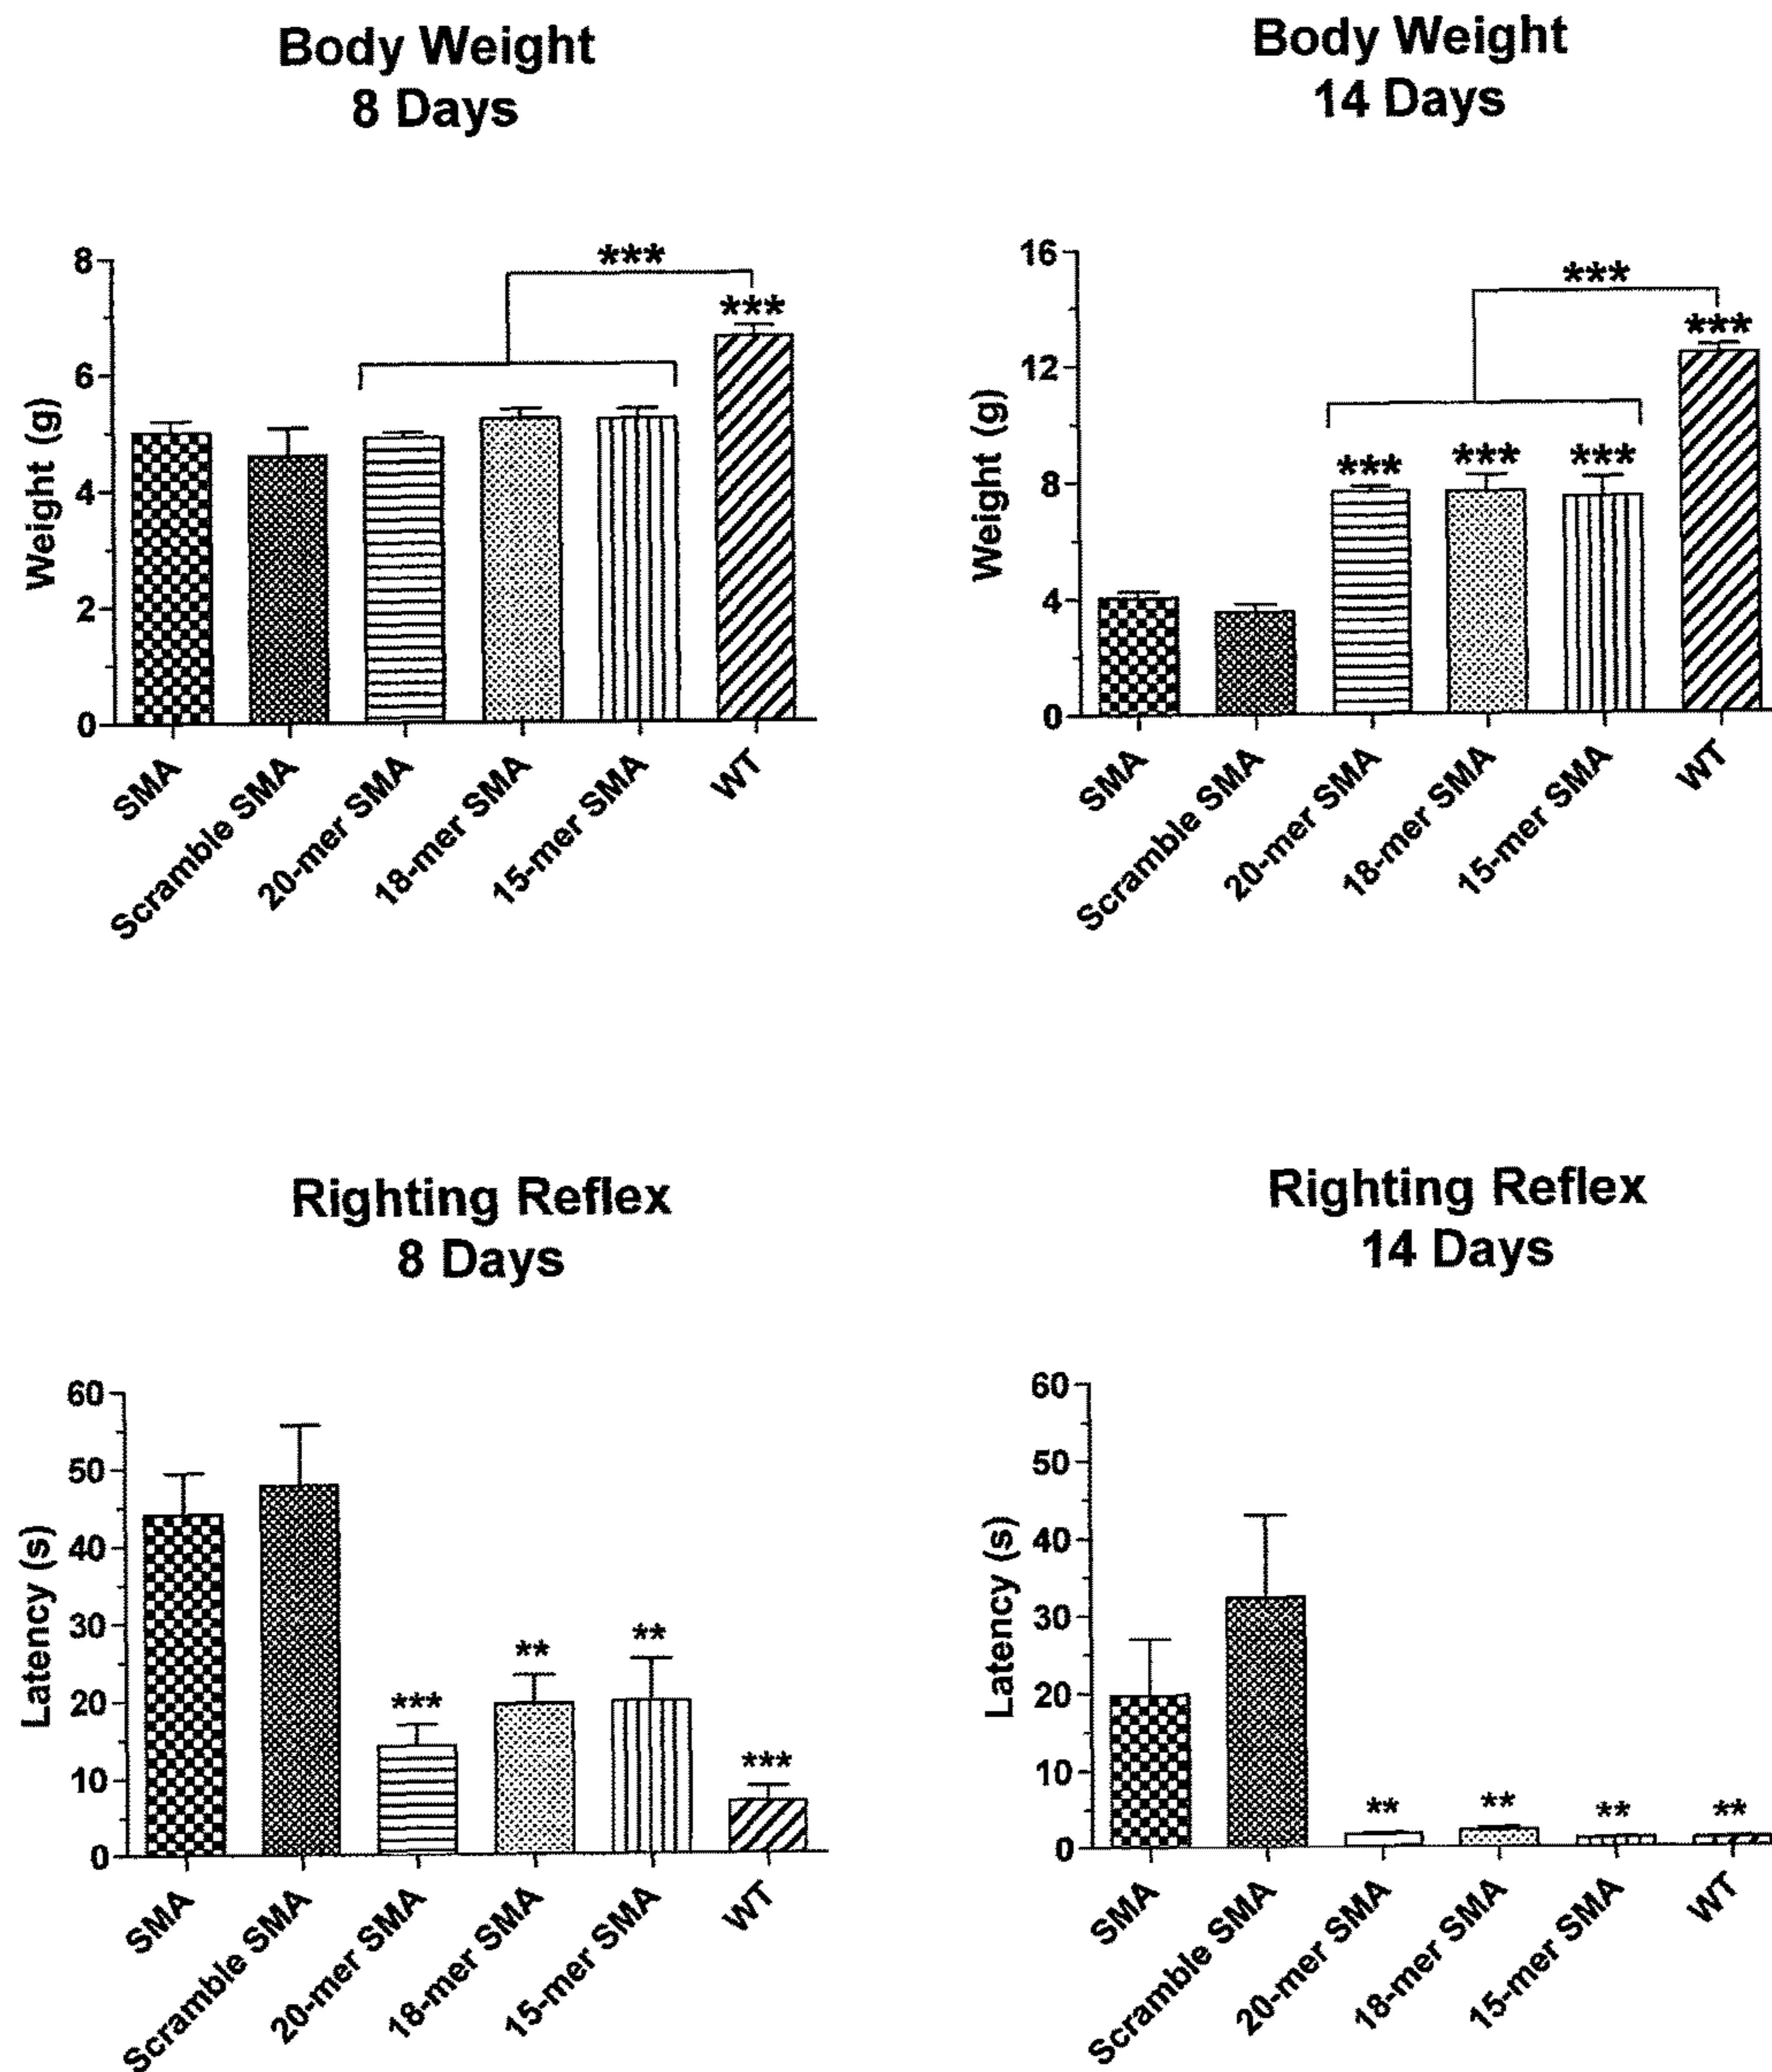 Body Weight
8 Days
Weight (g)
8
6
4
2
0
***
***
SMA
Scramble SMA
20-mer SMA
18-mer SMA
15-mer SMA
WT
Body Weight
14 Days
Weight (g)
16
12
8
4
0
***
***
***
***
***
SMA
Scramble SMA
20-mer SMA
18-mer SMA
15-mer SMA
WT
Righting Reflex
8 Days
Latency (s)
60
50
40
30
20
10
0
***
**
**
***
SMA
Scramble SMA
20-mer SMA
18-mer SMA
15-mer SMA
WT
Righting Reflex
14 Days
Latency (s)
60
50
40
30
20
10
0
**
**
**
**
SMA
Scramble SMA
20-mer SMA
18-mer SMA
15-mer SMA
WT